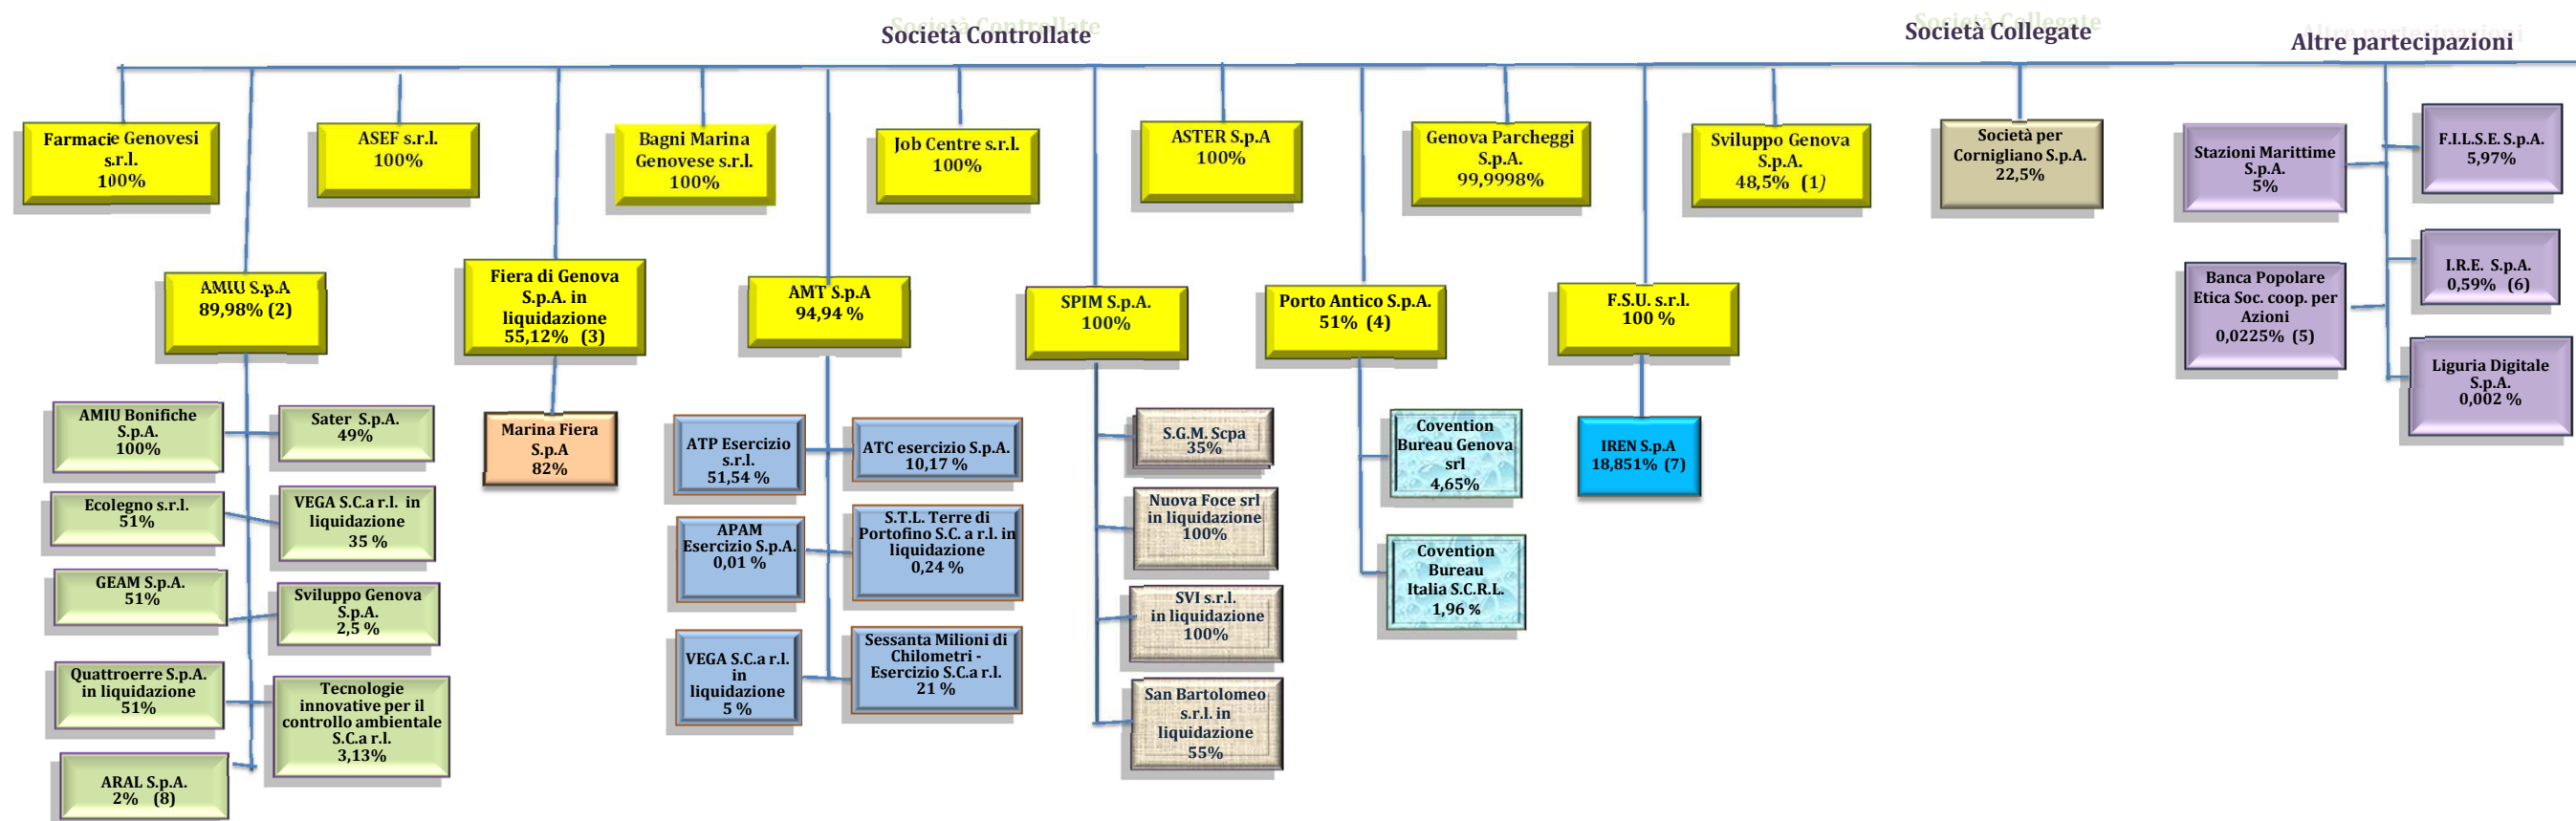 Società Controllate
Società Collegate
Altre partecipazioni
Farmacie Genovesi
s.r.l.
100%
ASEF s.r.l.
100%
Bagni Marina
Genovese s.r.l.
100%
Job Centre s.r.l.
100%
ASTER S.p.A
100%
Genova Parcheggi
S.p.A.
99,9998%
Sviluppo Genova
S.p.A.
48,5% (1)
Società per
Cornigliano S.p.A.
22,5%
Stazioni Marittime
S.p.A.
5%
F.I.L.S.E. S.p.A.
5,97%
AMIU S.p.A
89,98% (2)
Fiera di Genova
S.p.A. in
liquidazione
55,12% (3)
AMT S.p.A
94,94 %
SPIM S.p.A.
100%
Porto Antico S.p.A.
51% (4)
F.S.U. s.r.l.
100 %
Banca Popolare
Etica Soc. coop. per
Azioni
0,0225% (5)
I.R.E. S.p.A.
0,59% (6)
Liguria Digitale
S.p.A.
0,002 %
AMIU Bonifiche
S.p.A.
100%
Sater S.p.A.
49%
Ecolegno s.r.l.
51%
VEGA S.C.a r.l. in
liquidazione
35 %
GEAM S.p.A.
51%
Sviluppo Genova
S.p.A.
2,5 %
Quattroerre S.p.A.
in liquidazione
51%
Tecnologie
innovative per il
controllo ambientale
S.C.a r.l.
3,13%
ARAL S.p.A.
2% (8)
Marina Fiera
S.p.A
82%
ATP Esercizio
s.r.l.
51,54 %
ATC esercizio S.p.A.
10,17 %
APAM
Esercizio S.p.A.
0,01 %
S.T.L. Terre di
Portofino S.C. a r.l. in
liquidazione
0,24 %
VEGA S.C.a r.l.
in
liquidazione
5 %
Sessanta Milioni di
Chilometri -
Esercizio S.C.a r.l.
21 %
S.G.M. Scpa
35%
Nuova Foce srl
in liquidazione
100%
SVI s.r.l.
in liquidazione
100%
San Bartolomeo
s.r.l. in
liquidazione
55%
Covention
Bureau Genova
srl
4,65%
Covention
Bureau
Italia S.C.R.L.
1,96 %
IREN S.p.A
18,851% (7)